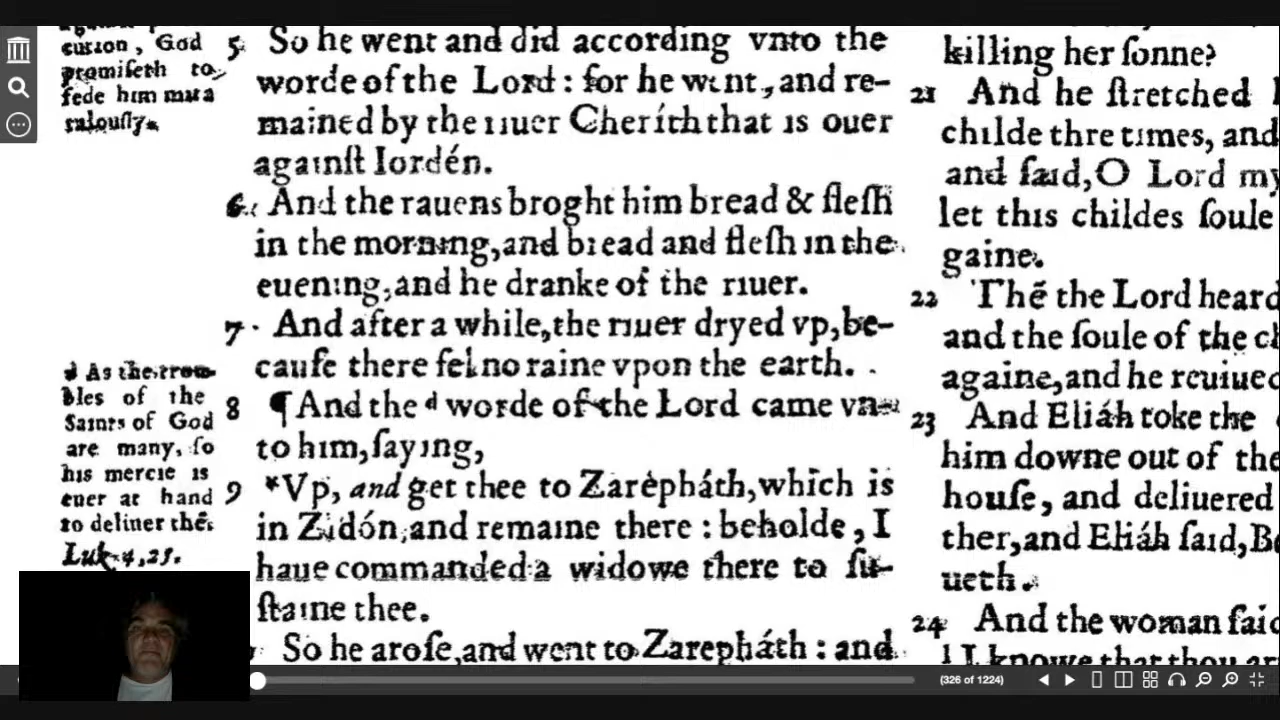 cution, God
promiseth to
fede him mira
culouſly.
d As the trou-
bles of the
Saints of God
are many, ſo
his mercie is
euer at hand
to deliuer thē.
Luk. 4,25.
5 So he went and did according vnto the
worde of the Lord: for he went, and re-
mained by the riuer Cheríth that is ouer
againſt Iordén.
6 And the rauens broght him bread & fleſh
in the morning, and bread and fleſh in the
euening, and he dranke of the riuer.
7 And after a while, the riuer dryed vp, be-
cauſe there fel no raine vpon the earth.
8 ¶ And the d worde of the Lord came vn-
to him, ſaying,
9 *Vp, and get thee to Zarepháth, which is
in Zidón, and remaine there: beholde, I
haue commanded a widowe there to ſu-
ſtaine thee.
So he aroſe, and went to Zarepháth: and
killing her ſonne?
21 And he ſtretched
childe thre times, and
and ſaid, O Lord my
let this childes ſoule
gaine.
22 Thē the Lord heard
and the ſoule of the
againe, and he reuiued
23 And Eliáh toke the
him downe out of the
houſe, and deliuered
ther, and Eliáh ſaid,
ueth.
24 And the woman
I knowe that thou
(326 of 1224)